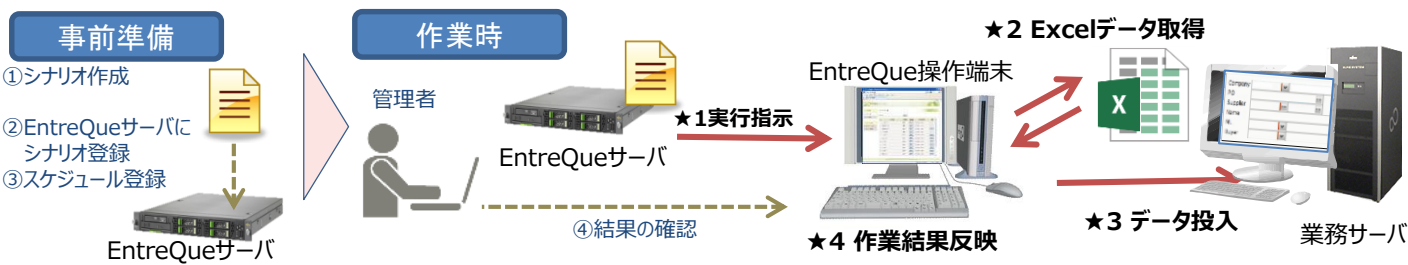 事前準備
①シナリオ作成
②EntreQueサーバに
シナリオ登録
③スケジュール登録
EntreQueサーバ
作業時
管理者
EntreQueサーバ
★1実行指示
④結果の確認
EntreQue操作端末
★4 作業結果反映
★2 Excelデータ取得
X
★3 データ投入
Company
PO
Supplier
Name
業務サーバ